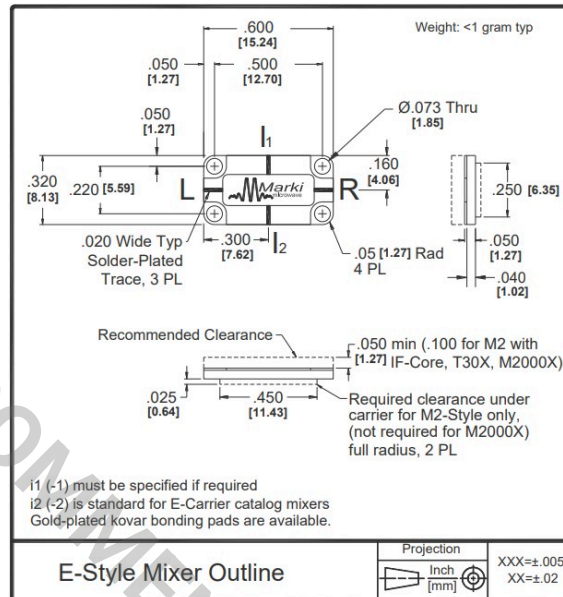 .600
[15.24]
Weight: <1 gram typ
.050
[1.27]
.500
[12.70]
.050
[1.27]
Ø.073 Thru
[1.85]
I1
.160
[4.06]
.320
[8.13]
.220 [5.59]
L
Marki
microwave
R
.250 [6.35]
.020 Wide Typ
Solder-Plated
Trace, 3 PL
.300
[7.62]
I2
.05 [1.27] Rad
4 PL
.050
[1.27]
.040
[1.02]
Recommended Clearance
.050 min (.100 for M2 with
[1.27] IF-Core, T30X, M2000X)
.025
[0.64]
.450
[11.43]
Required clearance under
carrier for M2-Style only,
(not required for M2000X)
full radius, 2 PL
i1 (-1) must be specified if required
i2 (-2) is standard for E-Carrier catalog mixers
Gold-plated kovar bonding pads are available.
E-Style Mixer Outline
Projection
Inch
[mm]
XXX=±.005
XX=±.02
OMME